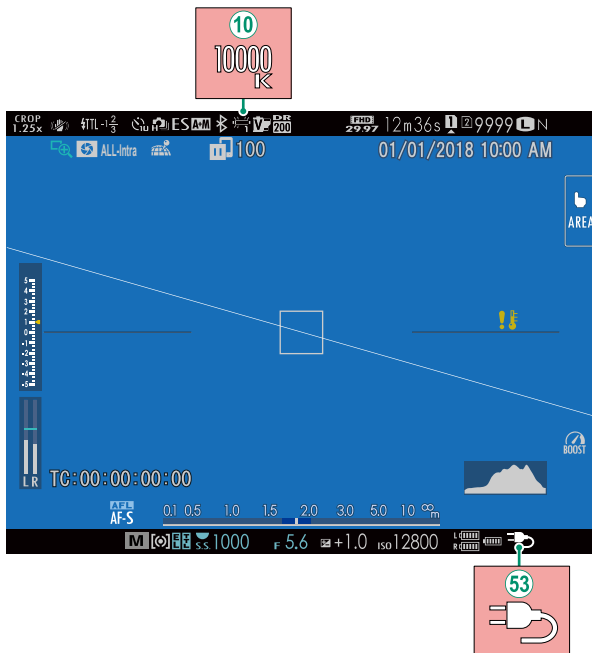 10
10000
K
CROP
1.25x TTL -1 2/3 1u ES A+M V DR
200 FHD
29.97 12m36s 1 2 9999 L N
ALL-Intra 100 01/01/2018 10:00 AM
AREA
5
4
3
2
1
0
-1
-2
-3
-4
-5
! F
BOOST
L R TC:00:00:00:00
AFL
AF-S 0.1 0.5 1.0 1.5 2.0 3.0 5.0 10 ∞ m
M S.S. 1000 F 5.6 +1.0 ISO 12800 L
R
53